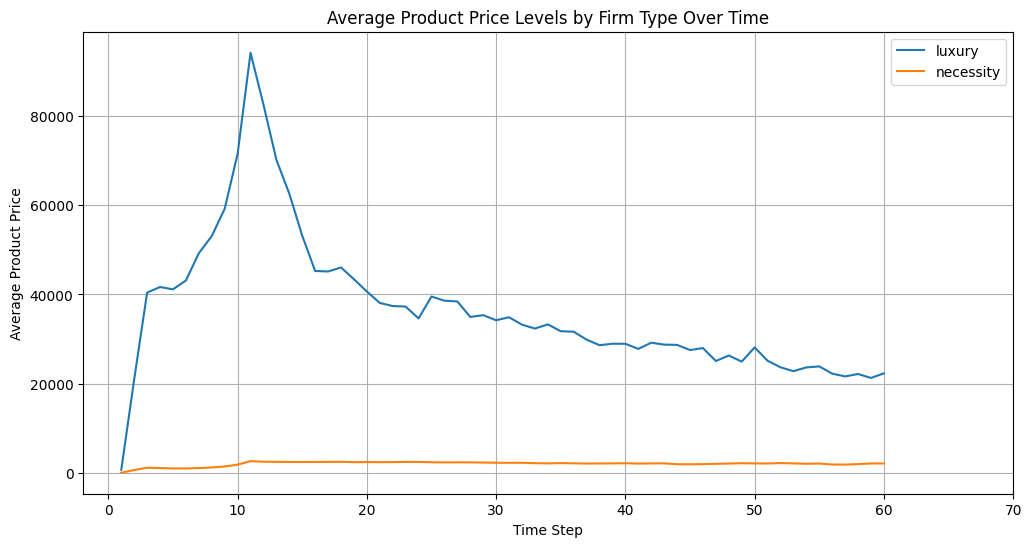 Average Product Price Levels by Firm Type Over Time
luxury
necessity
Average Product Price
80000
60000
40000
20000
0
0 10 20 30 40 50 60 70
Time Step